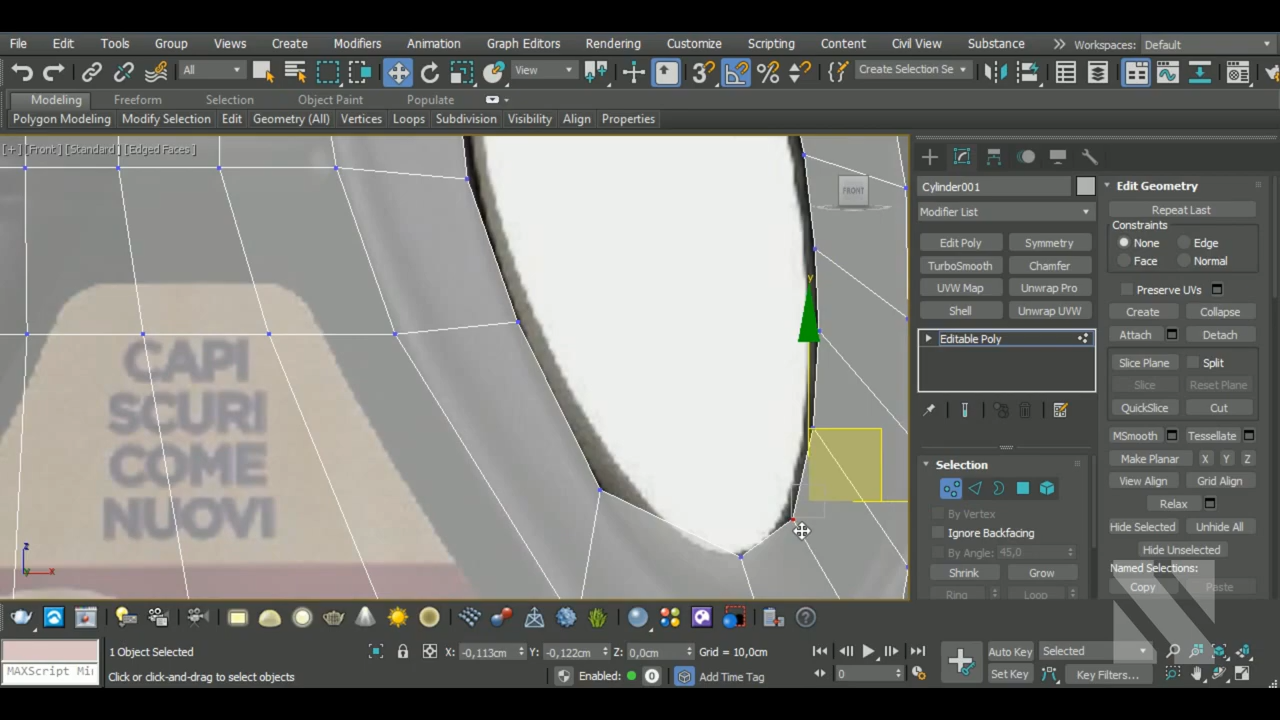 File Edit Tools Group Views Create Modifiers Animation Graph Editors Rendering Customize Scripting Content Civil View Substance Workspaces: Default
All View Create Selection Se
Modeling Freeform Selection Object Paint Populate
Polygon Modeling Modify Selection Edit Geometry (All) Vertices Loops Subdivision Visibility Align Properties
[+] [Front] [Standard] [Edged Faces]
FRONT
CAPI
SCURI
COME
NUOVI
y
z
x
Cylinder001
Modifier List
Edit Poly Symmetry
TurboSmooth Chamfer
UVW Map Unwrap Pro
Shell Unwrap UVW
Editable Poly
Selection
By Vertex
Ignore Backfacing
By Angle: 45,0
Shrink Grow
Ring Loop
Edit Geometry
Repeat Last
Constraints
None Edge
Face Normal
Preserve UVs
Create Collapse
Attach Detach
Slice Plane Split
Slice Reset Plane
QuickSlice Cut
MSmooth Tessellate
Make Planar X Y Z
View Align Grid Align
Relax
Hide Selected Unhide All
Hide Unselected
Named Selections:
Copy Paste
1 Object Selected X: -0,113cm Y: -0,122cm Z: 0,0cm Grid = 10,0cm Auto Key Selected
MAXScript Mi Click or click-and-drag to select objects Enabled: 0 Add Time Tag 0 Set Key Key Filters...